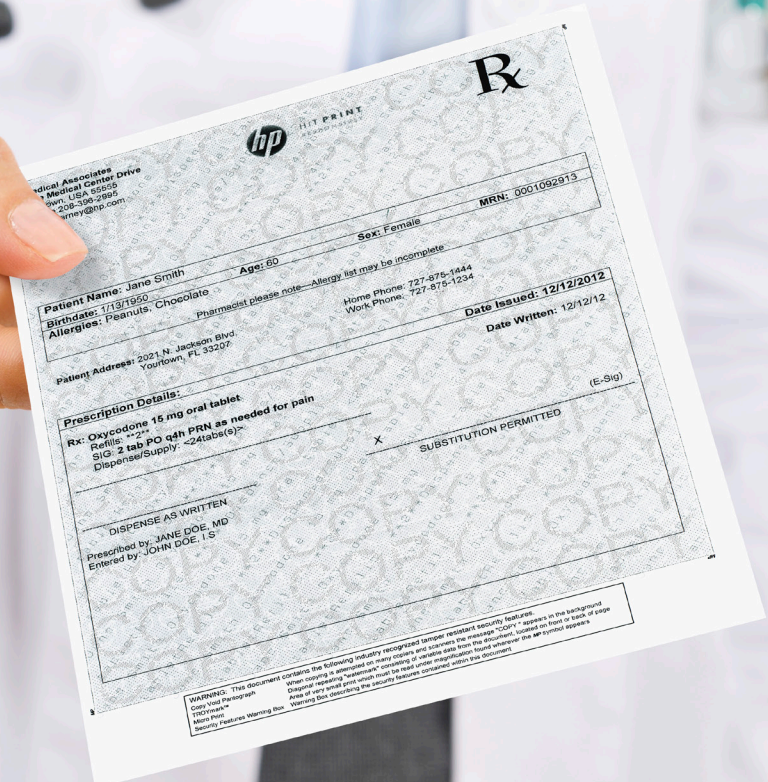 Rx
hp HIT PRINT
edical Associates
Medical Center Drive
own, USA 55555
208-396-2995
arney@hp.com
Patient Name: Jane Smith Age: 60 Sex: Female MRN: 0001092913
Birthdate: 1/13/1950
Allergies: Peanuts, Chocolate
Pharmacist please note--Allergy list may be incomplete
Home Phone: 727-875-1444
Work Phone: 727-875-1234
Patient Address: 2021 N. Jackson Blvd.
Yourtown, FL 33207
Date Issued: 12/12/2012
Date Written: 12/12/12
Prescription Details:
Rx: Oxycodone 15 mg oral tablet
Refills: **2**
SIG: 2 tab PO q4h PRN as needed for pain
Dispense/Supply: <24tabs(s)>
(E-Sig)
X
SUBSTITUTION PERMITTED
DISPENSE AS WRITTEN
Prescribed by: JANE DOE, MD
Entered by: JOHN DOE, I.S
COPY COPY COPY
WARNING: This document contains the following industry recognized tamper resistant security features.
Copy Void Pantograph When copying is attempted on many copiers and scanners the message "COPY" appears in the background
TROYmark™ Diagonal repeating "watermark" consisting of variable data from the document, located on front or back of page
Micro Print Area of very small print which must be read under magnification found wherever the MP symbol appears
Security Features Warning Box Warning Box describing the security features contained within this document